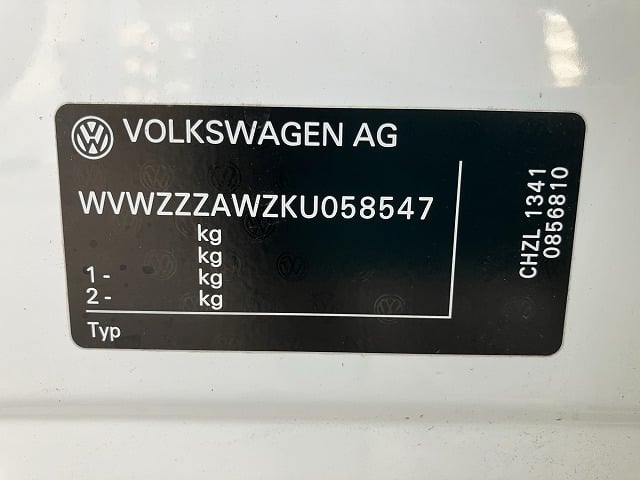 VOLKSWAGEN AG
WVWZZZAWZKU058547
kg
kg
1 - kg
2 - kg
Typ
CHZL 1341
0856810